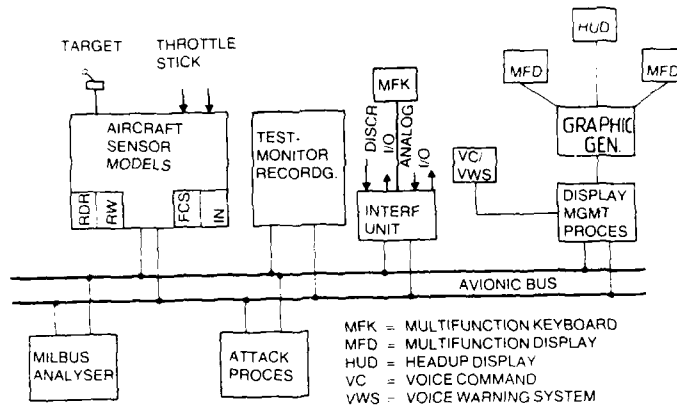 HUD
TARGET
THROTTLE
STICK
MFD
MFD
MFK
AIRCRAFT
SENSOR
MODELS
TEST-
MONITOR
RECORDG.
DISCR
I/O
ANALOG
I/O
GRAPHIC
GEN.
VC/
VWS
RDR
RW
FCS
IN
INTERF
UNIT
DISPLAY
MGMT
PROCES
AVIONIC BUS
MILBUS
ANALYSER
ATTACK
PROCES
MFK = MULTIFUNCTION KEYBOARD
MFD = MULTIFUNCTION DISPLAY
HUD = HEADUP DISPLAY
VC = VOICE COMMAND
VWS = VOICE WARNING SYSTEM